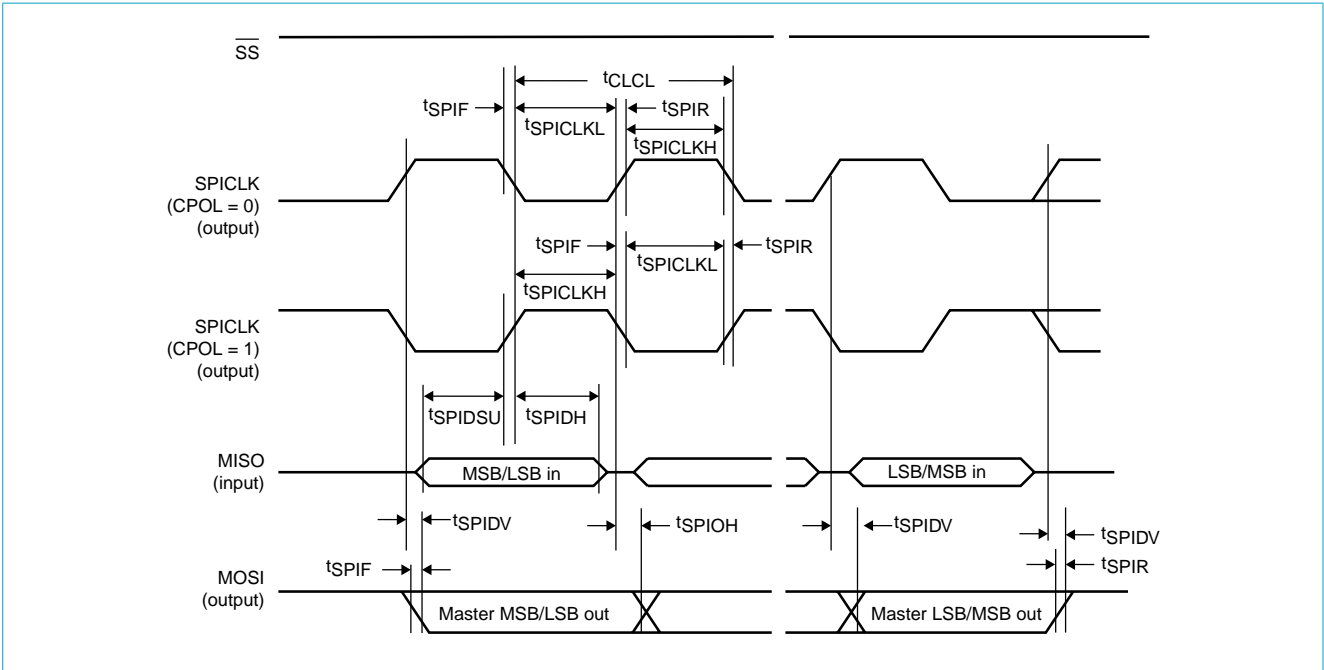 SS
tCLCL
tSPIF
tSPIR
tSPICLKL
tSPICLKH
SPICLK
(CPOL = 0)
(output)
tSPIF
tSPIR
tSPICLKL
tSPICLKH
SPICLK
(CPOL = 1)
(output)
tSPIDSU
tSPIDH
MISO
(input)
MSB/LSB in
LSB/MSB in
tSPIDV
tSPIOH
tSPIDV
tSPIDV
tSPIF
tSPIR
MOSI
(output)
Master MSB/LSB out
Master LSB/MSB out